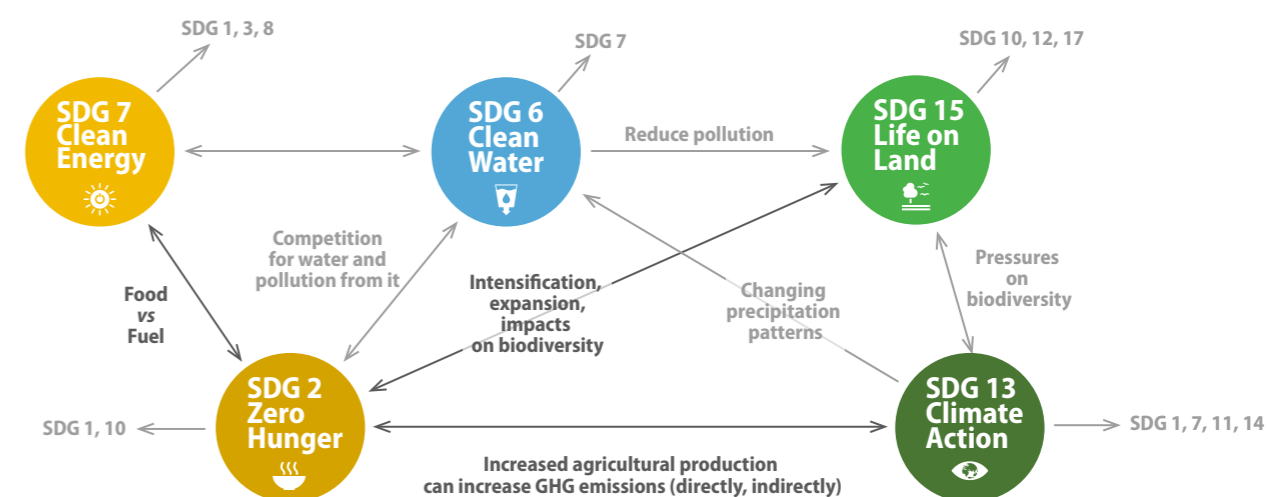 SDG 1, 3, 8
SDG 7
SDG 10, 12, 17
SDG 7
Clean
Energy
SDG 6
Clean
Water
Reduce pollution
SDG 15
Life on
Land
Competition
for water and
pollution from it
Food
vs
Fuel
Intensification,
expansion,
impacts
on biodiversity
Changing
precipitation
patterns
Pressures
on
biodiversity
SDG 1, 10
SDG 2
Zero
Hunger
SDG 13
Climate
Action
SDG 1, 7, 11, 14
Increased agricultural production
can increase GHG emissions (directly, indirectly)